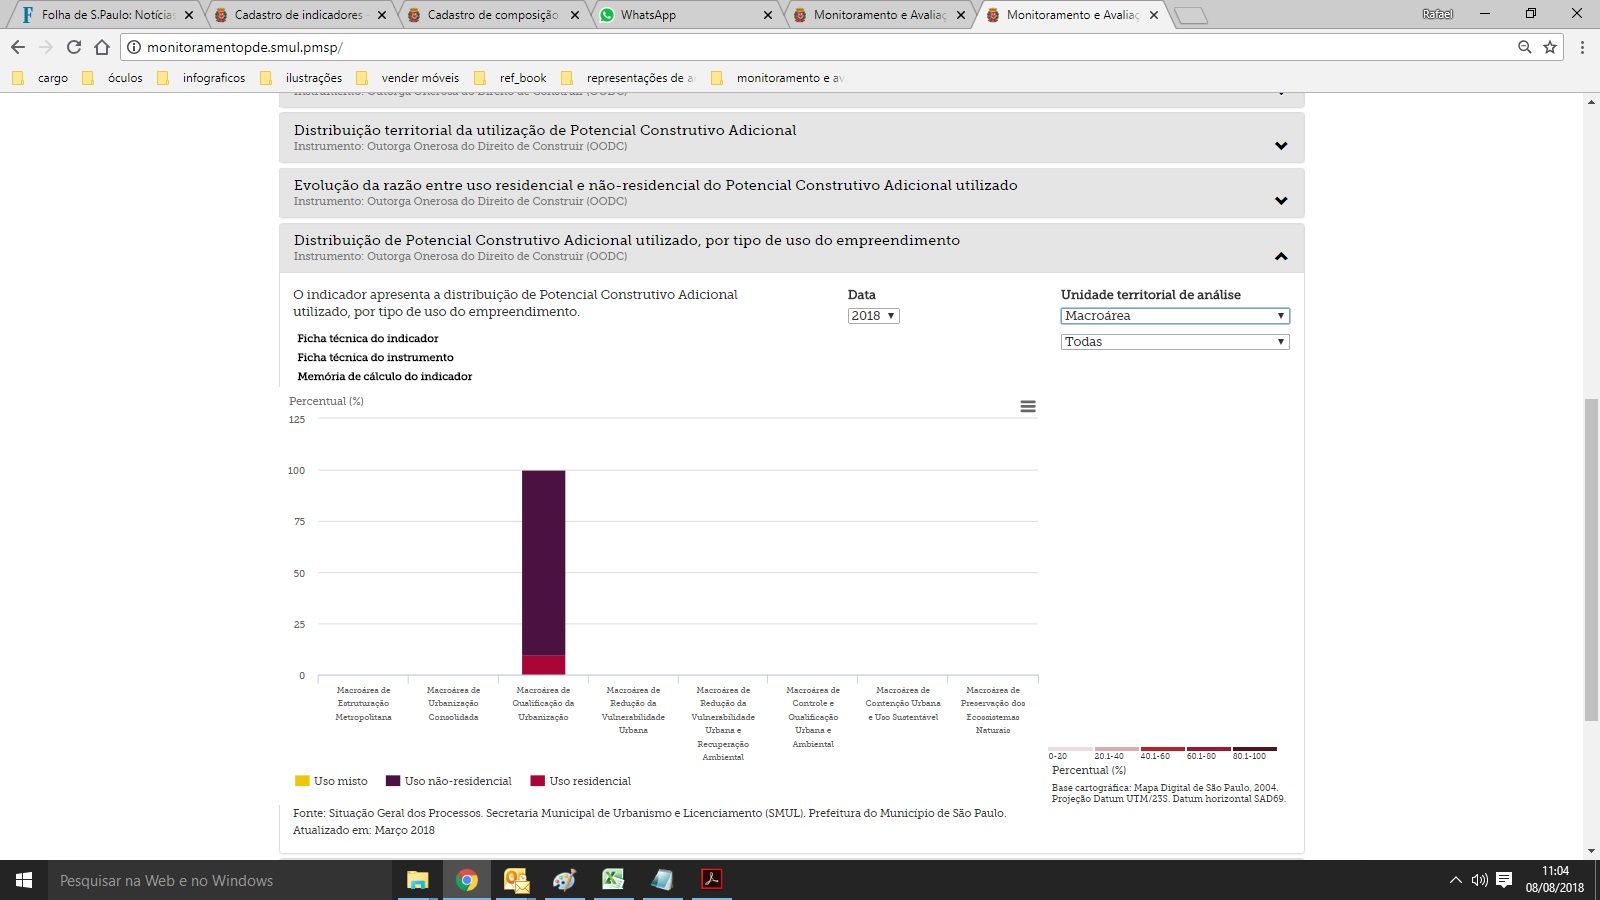 Folha de S.Paulo: Notícias
Cadastro de indicadores -
Cadastro de composição
WhatsApp
Monitoramento e Avaliaç
Monitoramento e Avaliaç
Rafael
monitoramentopde.smul.pmsp/
cargo
óculos
infograficos
ilustrações
vender móveis
ref_book
representações de a
monitoramento e av
Instrumento: Outorga Onerosa do Direito de Construir (OODC)
Distribuição territorial da utilização de Potencial Construtivo Adicional
Instrumento: Outorga Onerosa do Direito de Construir (OODC)
Evolução da razão entre uso residencial e não-residencial do Potencial Construtivo Adicional utilizado
Instrumento: Outorga Onerosa do Direito de Construir (OODC)
Distribuição de Potencial Construtivo Adicional utilizado, por tipo de uso do empreendimento
Instrumento: Outorga Onerosa do Direito de Construir (OODC)
O indicador apresenta a distribuição de Potencial Construtivo Adicional
utilizado, por tipo de uso do empreendimento.
Data
2018
Unidade territorial de análise
Macroárea
Todas
Ficha técnica do indicador
Ficha técnica do instrumento
Memória de cálculo do indicador
Percentual (%)
125
100
75
50
25
0
Macroárea de
Estruturação
Metropolitana
Macroárea de
Urbanização
Consolidada
Macroárea de
Qualificação da
Urbanização
Macroárea de
Redução da
Vulnerabilidade
Urbana
Macroárea de
Redução da
Vulnerabilidade
Urbana e
Recuperação
Ambiental
Macroárea de
Controle e
Qualificação
Urbana e
Ambiental
Macroárea de
Contenção Urbana
e Uso Sustentável
Macroárea de
Preservação dos
Ecossistemas
Naturais
Uso misto
Uso não-residencial
Uso residencial
0-20
20.1-40
40.1-60
60.1-80
80.1-100
Percentual (%)
Base cartográfica: Mapa Digital de São Paulo, 2004.
Projeção Datum UTM/23S. Datum horizontal SAD69.
Fonte: Situação Geral dos Processos. Secretaria Municipal de Urbanismo e Licenciamento (SMUL). Prefeitura do Município de São Paulo.
Atualizado em: Março 2018
Pesquisar na Web e no Windows
11:04
08/08/2018